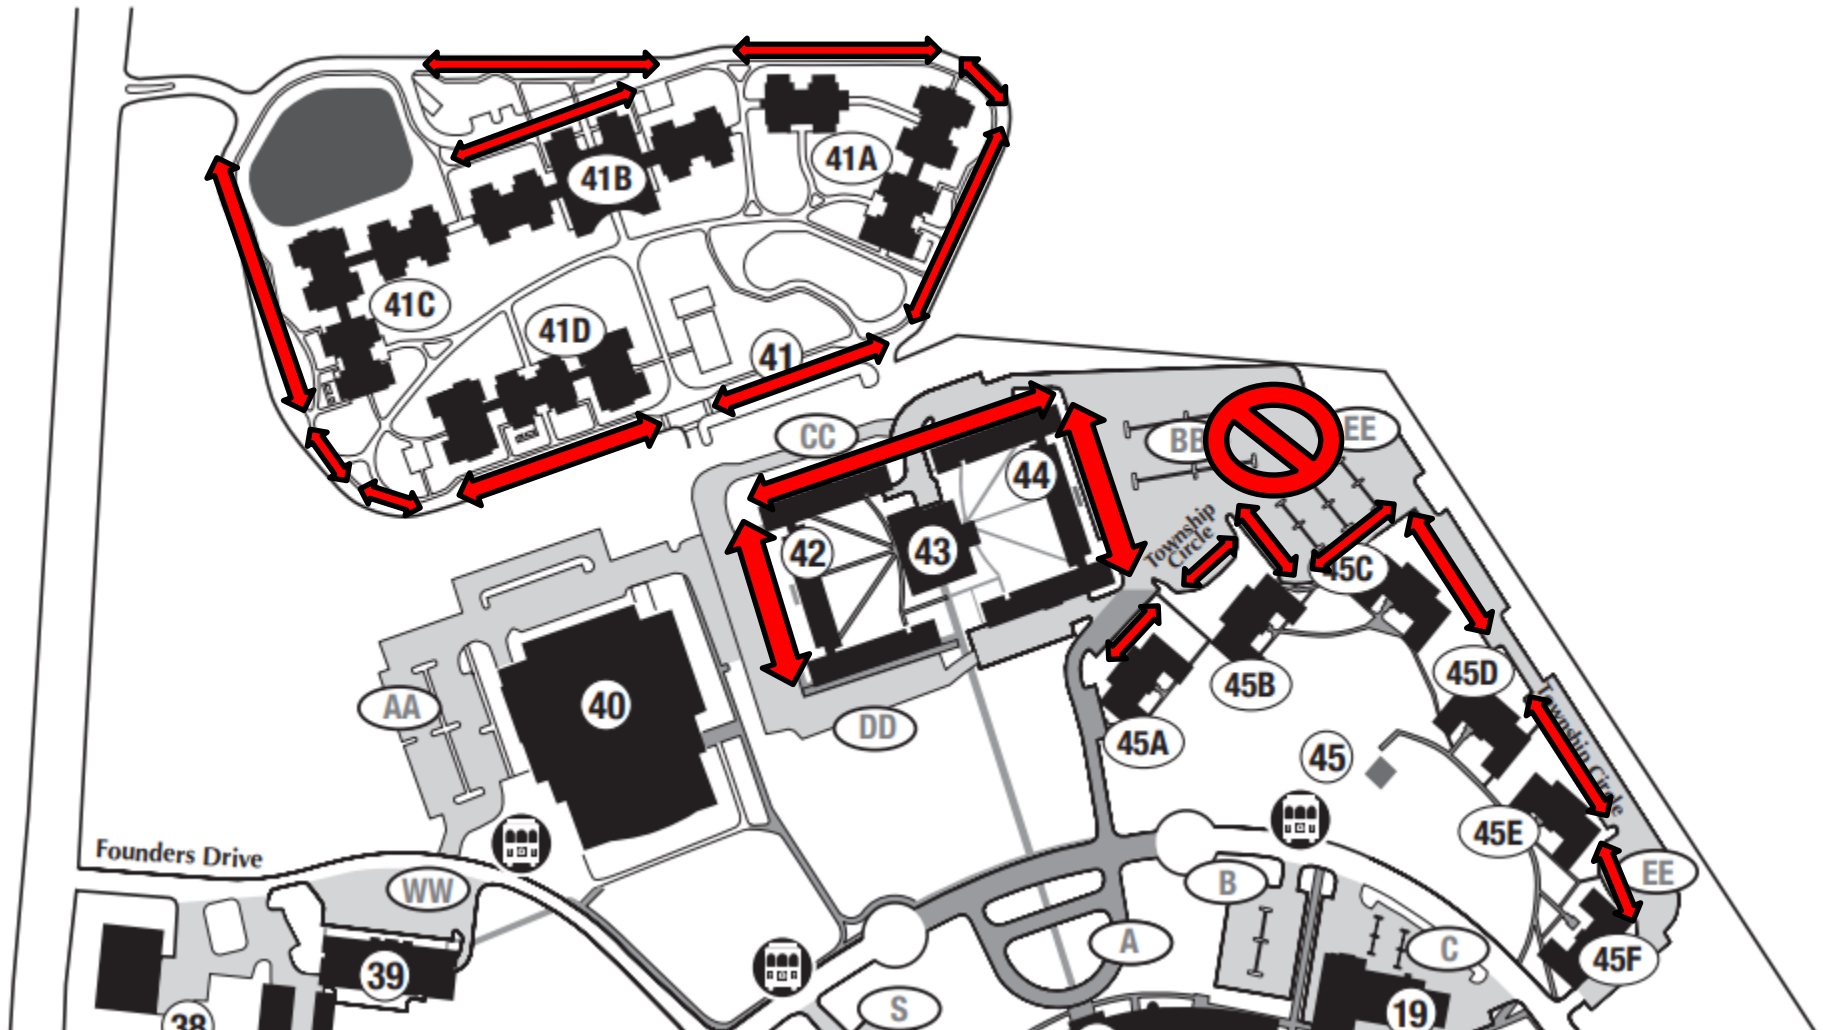 41A
41B
41C
41D
41
CC
BB
EE
44
42
43
Township
Circle
45C
45D
45B
AA
40
DD
45A
45
Township Circle
45E
Founders Drive
WW
B
EE
A
C
45F
39
S
19
38